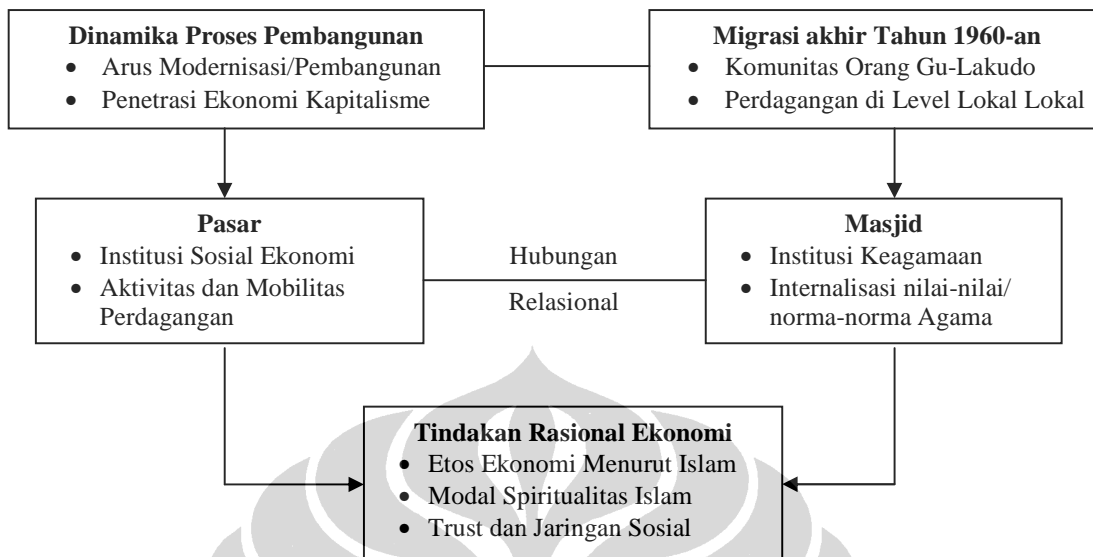 Dinamika Proses Pembangunan
• Arus Modernisasi/Pembangunan
• Penetrasi Ekonomi Kapitalisme
Migrasi akhir Tahun 1960-an
• Komunitas Orang Gu-Lakudo
• Perdagangan di Level Lokal Lokal
Pasar
• Institusi Sosial Ekonomi
• Aktivitas dan Mobilitas
Perdagangan
Hubungan
Relasional
Masjid
• Institusi Keagamaan
• Internalisasi nilai-nilai/
norma-norma Agama
Tindakan Rasional Ekonomi
• Etos Ekonomi Menurut Islam
• Modal Spiritualitas Islam
• Trust dan Jaringan Sosial